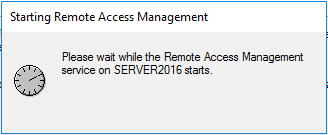 Starting Remote Access Management
Please wait while the Remote Access Management
service on SERVER2016 starts.